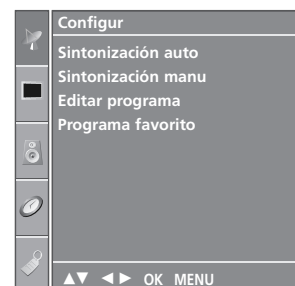 Configur
Sintonización auto
Sintonización manu
Editar programa
Programa favorito
▲▼ ◄► OK MENU